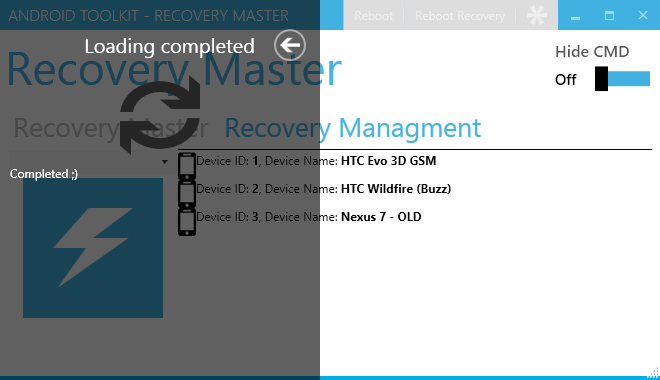 ANDROID TOOLKIT - RECOVERY MASTER Reboot Reboot Recovery
Loading completed
Hide CMD
Recovery Master
Off
Recovery Master Recovery Managment
Device ID: 1, Device Name: HTC Evo 3D GSM
Completed ;)
Device ID: 2, Device Name: HTC Wildfire (Buzz)
Device ID: 3, Device Name: Nexus 7 - OLD